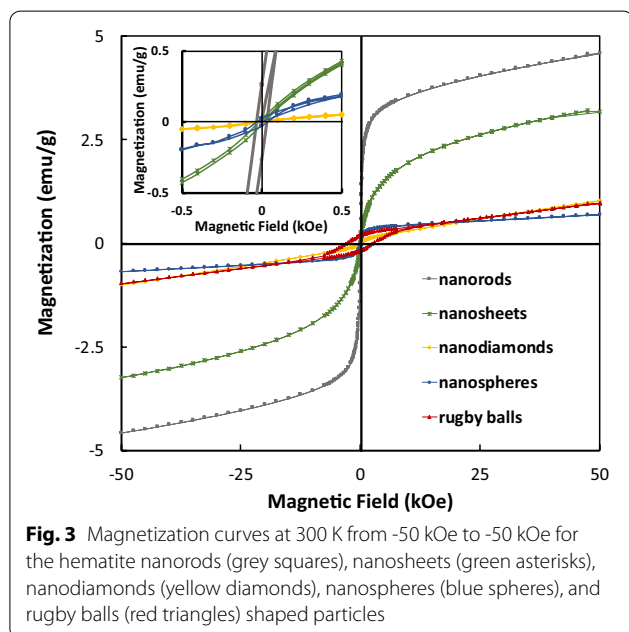 5
2.5
0
-2.5
-5
Magnetization (emu/g)
0.5
0
-0.5
Magnetization (emu/g)
-0.5
0
0.5
Magnetic Field (kOe)
nanorods
nanosheets
nanodiamonds
nanospheres
rugby balls
-50
-25
0
25
50
Magnetic Field (kOe)
Fig. 3 Magnetization curves at 300 K from -50 kOe to -50 kOe for
the hematite nanorods (grey squares), nanosheets (green asterisks),
nanodiamonds (yellow diamonds), nanospheres (blue spheres), and
rugby balls (red triangles) shaped particles